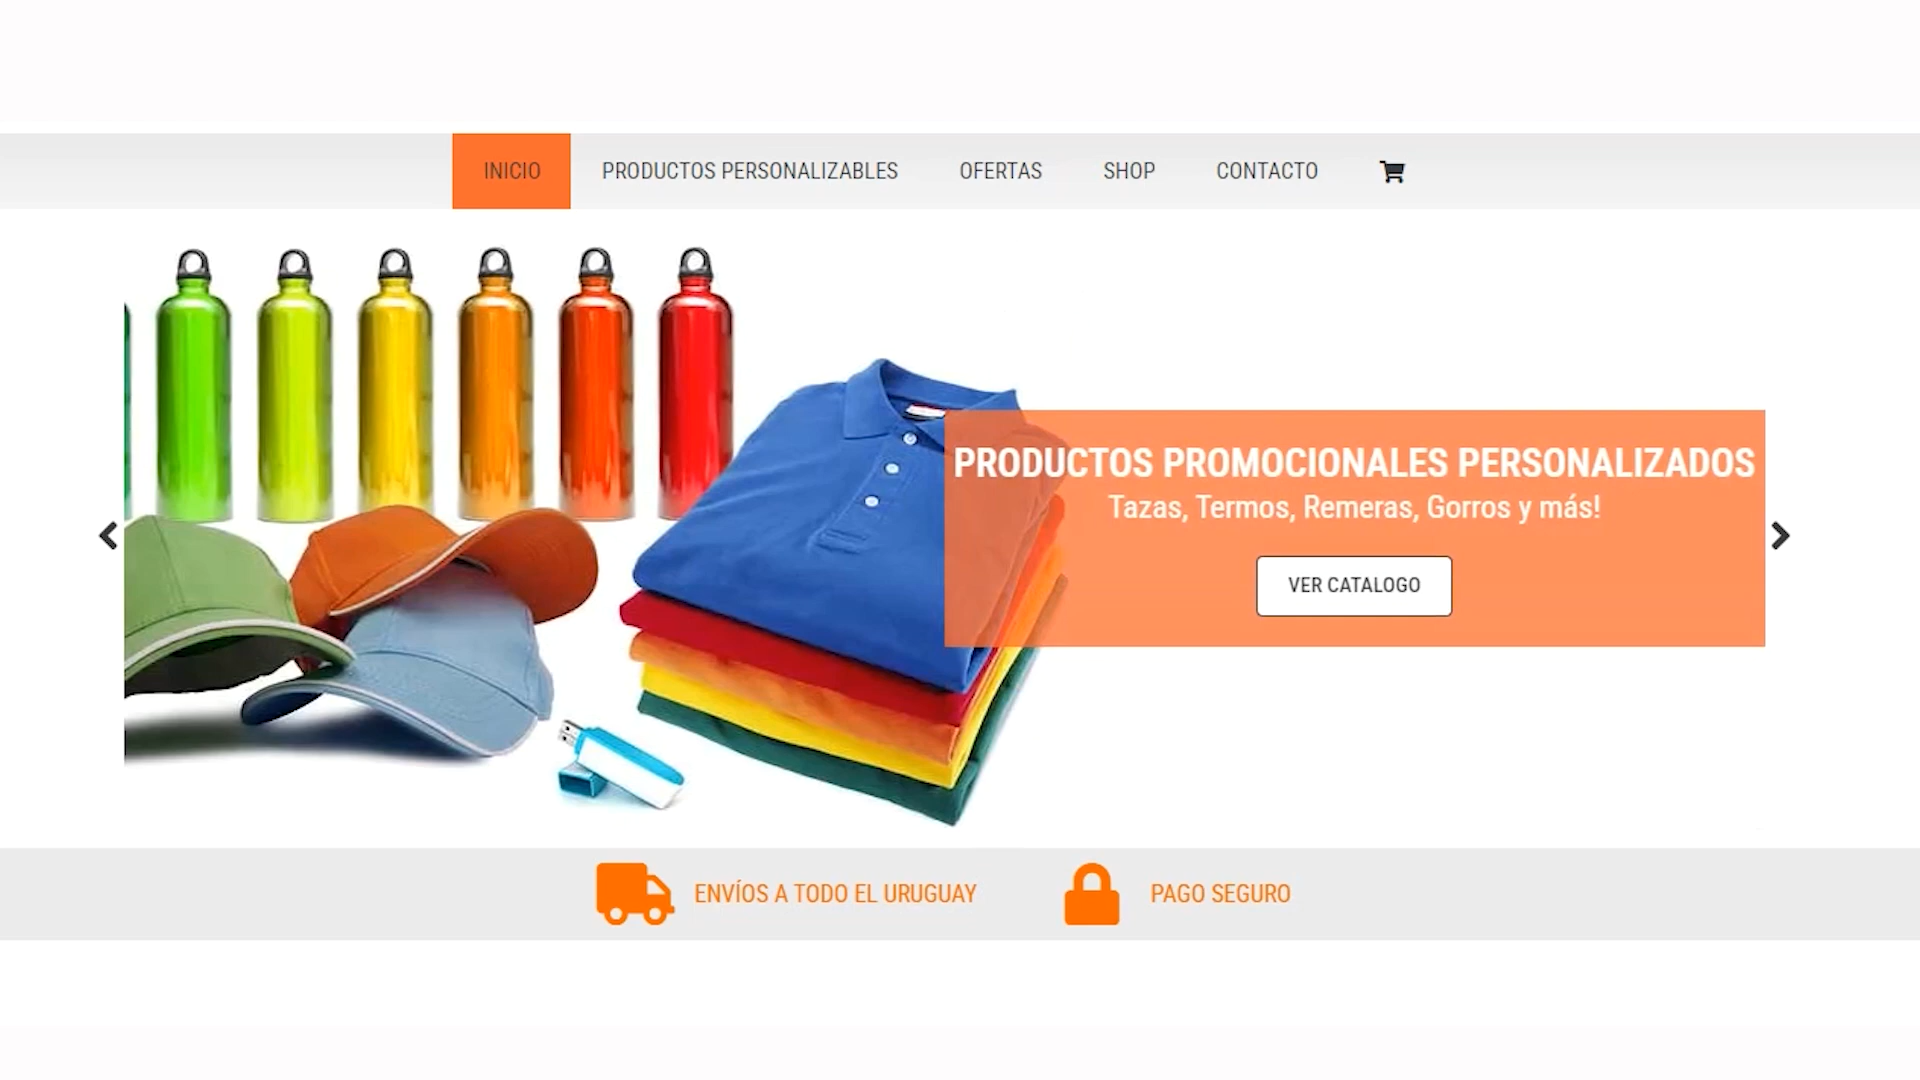 INICIO
PRODUCTOS PERSONALIZABLES
OFERTAS
SHOP
CONTACTO
PRODUCTOS PROMOCIONALES PERSONALIZADOS
Tazas, Termos, Remeras, Gorros y más!
VER CATALOGO
ENVÍOS A TODO EL URUGUAY
PAGO SEGURO